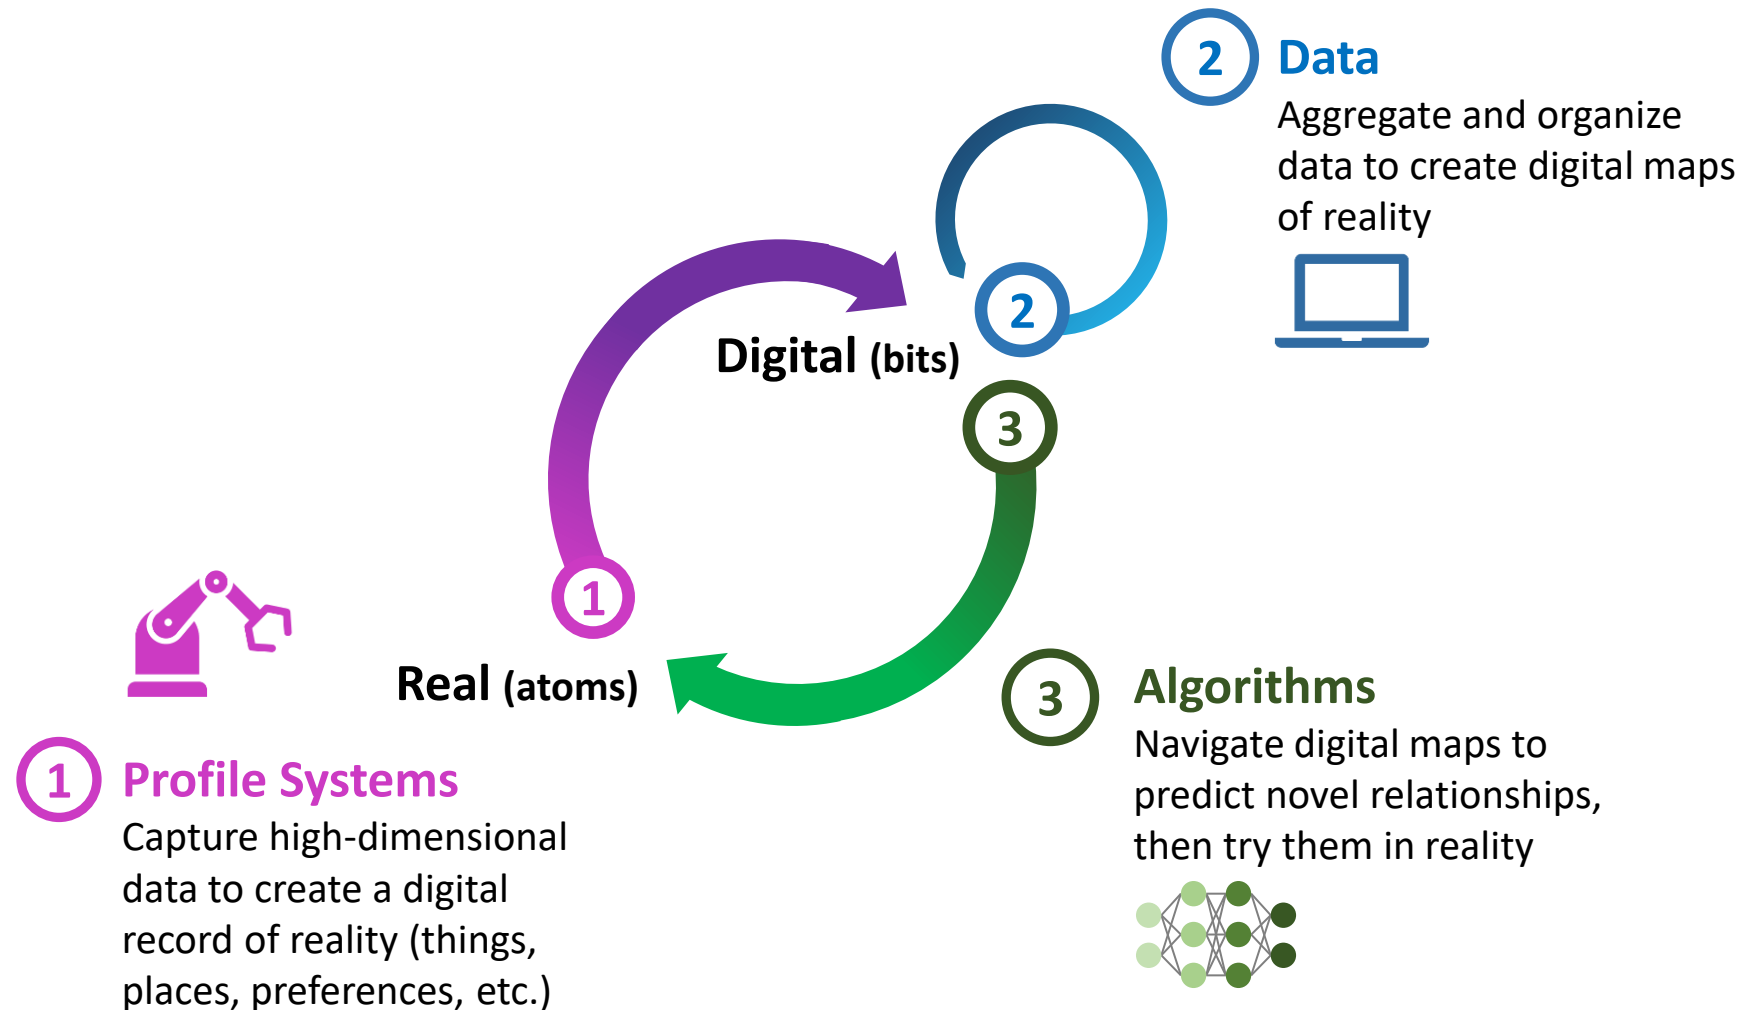 2 Data
Aggregate and organize
data to create digital maps
of reality
2
Digital (bits)
3
1
Real (atoms)
1 Profile Systems
Capture high-dimensional
data to create a digital
record of reality (things,
places, preferences, etc.)
3 Algorithms
Navigate digital maps to
predict novel relationships,
then try them in reality